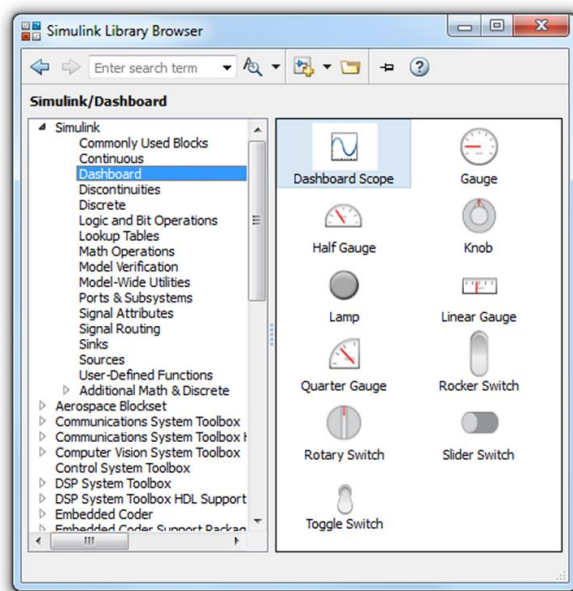 Simulink Library Browser
Enter search term
Simulink/Dashboard
Simulink
Commonly Used Blocks
Continuous
Dashboard
Discontinuities
Discrete
Logic and Bit Operations
Lookup Tables
Math Operations
Model Verification
Model-Wide Utilities
Ports & Subsystems
Signal Attributes
Signal Routing
Sinks
Sources
User-Defined Functions
Additional Math & Discrete
Aerospace Blockset
Communications System Toolbox
Communications System Toolbox H
Computer Vision System Toolbox
Control System Toolbox
DSP System Toolbox
DSP System Toolbox HDL Support
Embedded Coder
Embedded Coder Support Packag
Dashboard Scope
Gauge
Half Gauge
Knob
Lamp
Linear Gauge
Quarter Gauge
Rocker Switch
Rotary Switch
Slider Switch
Toggle Switch